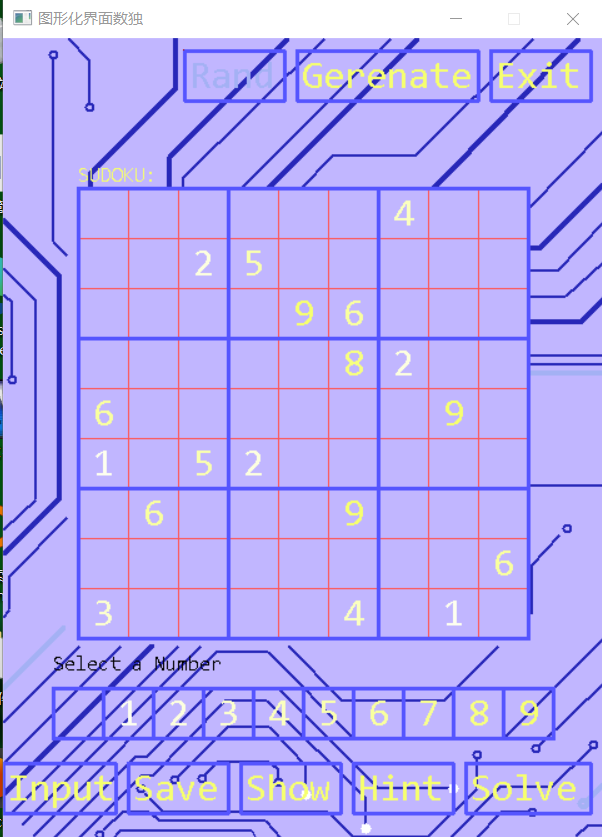 图形化界面数独
Rand Gerenate Exit
SUDOKU:
4
2 5
9 6
8 2
6 9
1 5 2
6 9
6
3 4 1
Select a Number
1 2 3 4 5 6 7 8 9
Input Save Show Hint Solve